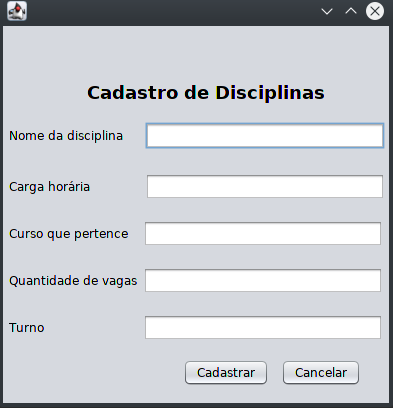 Cadastro de Disciplinas
Nome da disciplina
Carga horária
Curso que pertence
Quantidade de vagas
Turno
Cadastrar Cancelar